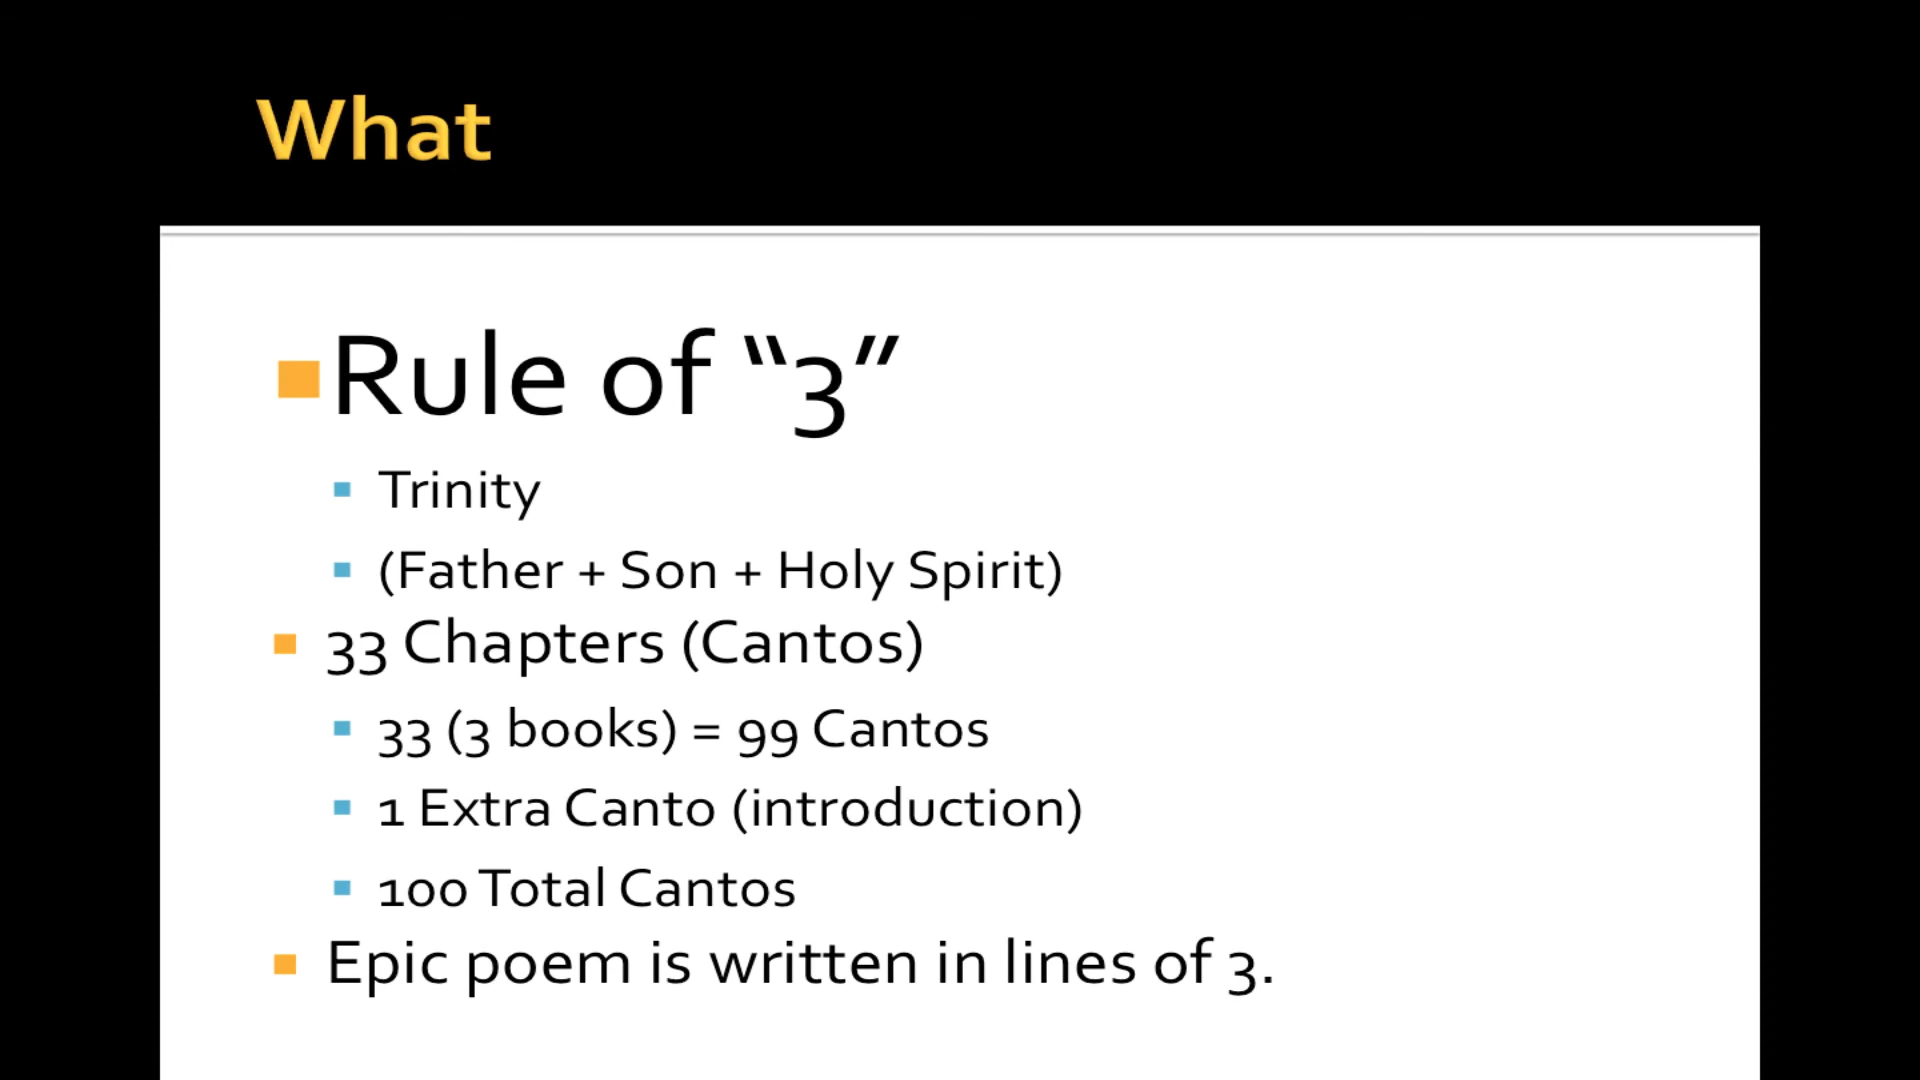 What
Rule of “3”
Trinity
(Father + Son + Holy Spirit)
33 Chapters (Cantos)
33 (3 books) = 99 Cantos
1 Extra Canto (introduction)
100 Total Cantos
Epic poem is written in lines of 3.